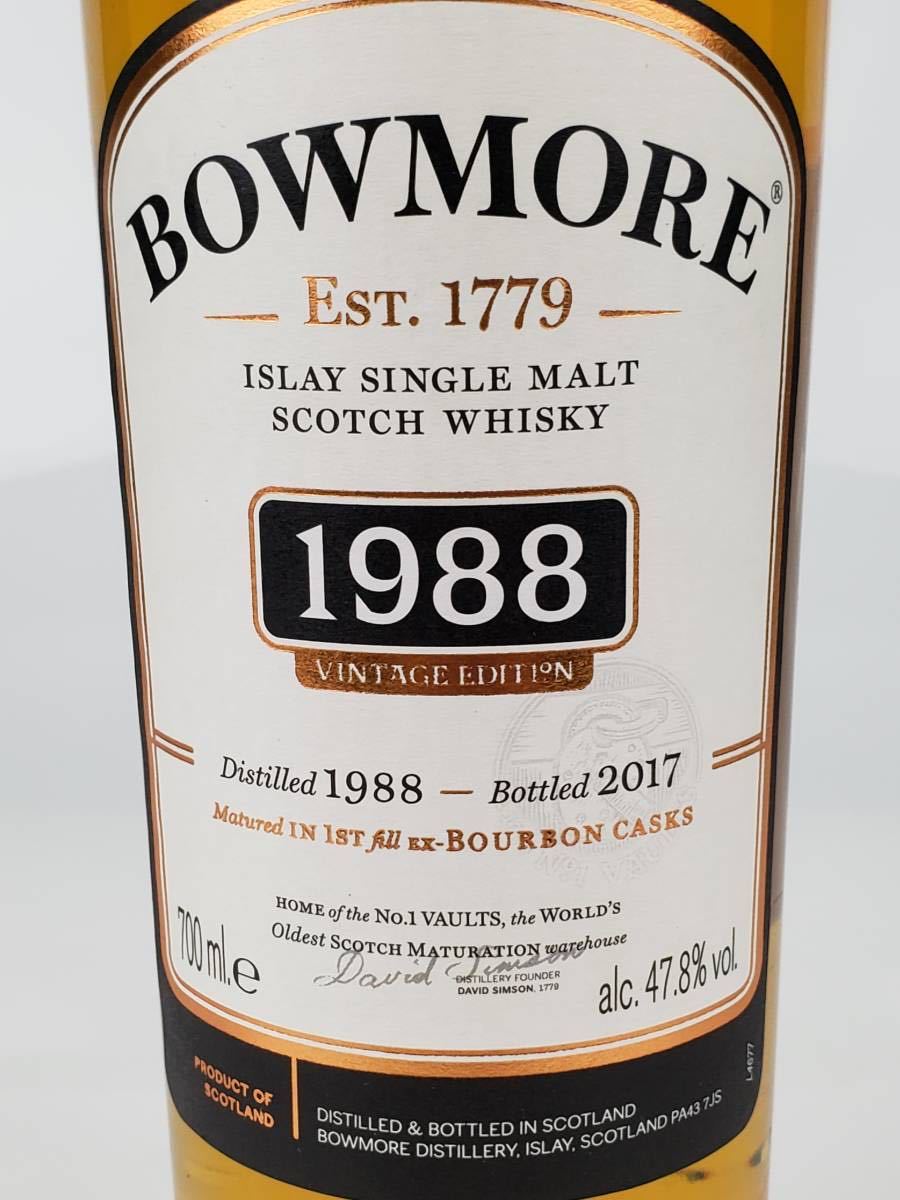 BOWMORE®
EST. 1779
ISLAY SINGLE MALT
SCOTCH WHISKY
1988
VINTAGE EDITION
Distilled 1988 — Bottled 2017
Matured IN 1ST fill EX-BOURBON CASKS
HOME of the No.1 VAULTS, the WORLD'S
Oldest SCOTCH MATURATION warehouse
David Simson
DISTILLERY FOUNDER
DAVID SIMSON, 1779
700 ml.e
alc. 47.8% vol.
PRODUCT OF
SCOTLAND
DISTILLED & BOTTLED IN SCOTLAND
BOWMORE DISTILLERY, ISLAY, SCOTLAND PA43 7JS
L4677